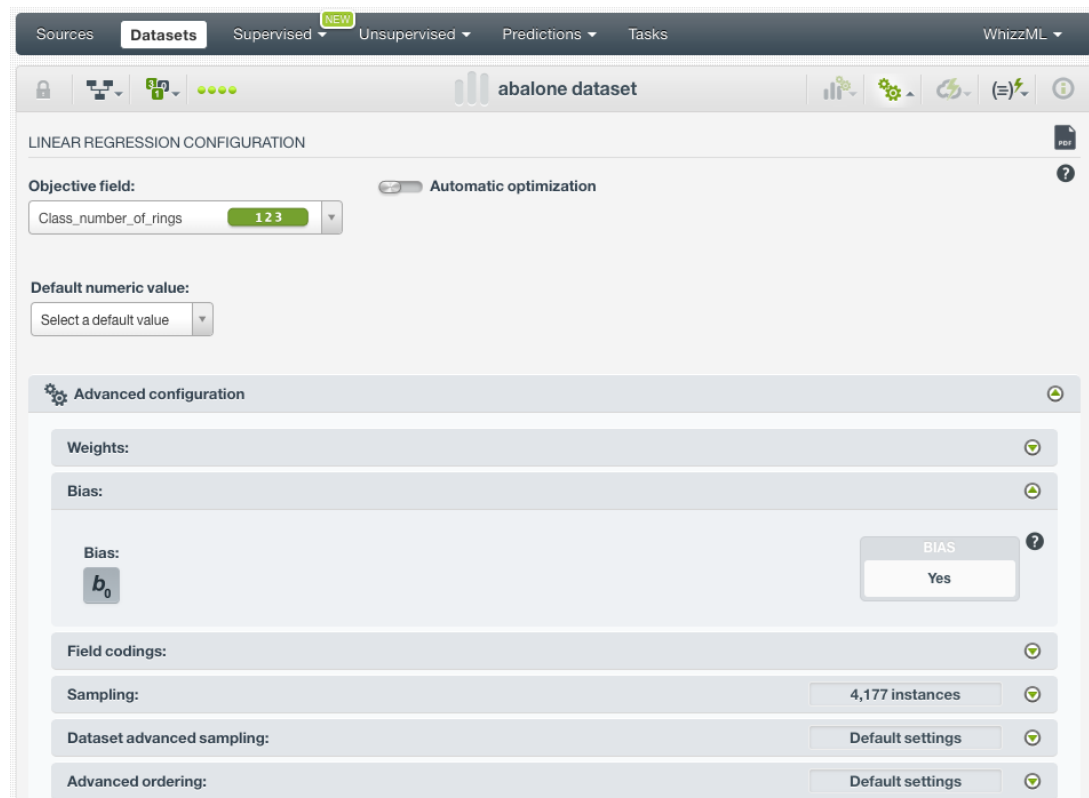 NEW
Sources Datasets Supervised Unsupervised Predictions Tasks WhizzML
abalone dataset
LINEAR REGRESSION CONFIGURATION
PDF
Objective field:
Automatic optimization
?
Class_number_of_rings 123
Default numeric value:
Select a default value
Advanced configuration
Weights:
Bias:
Bias:
b0
BIAS
Yes
?
Field codings:
Sampling: 4,177 instances
Dataset advanced sampling: Default settings
Advanced ordering: Default settings